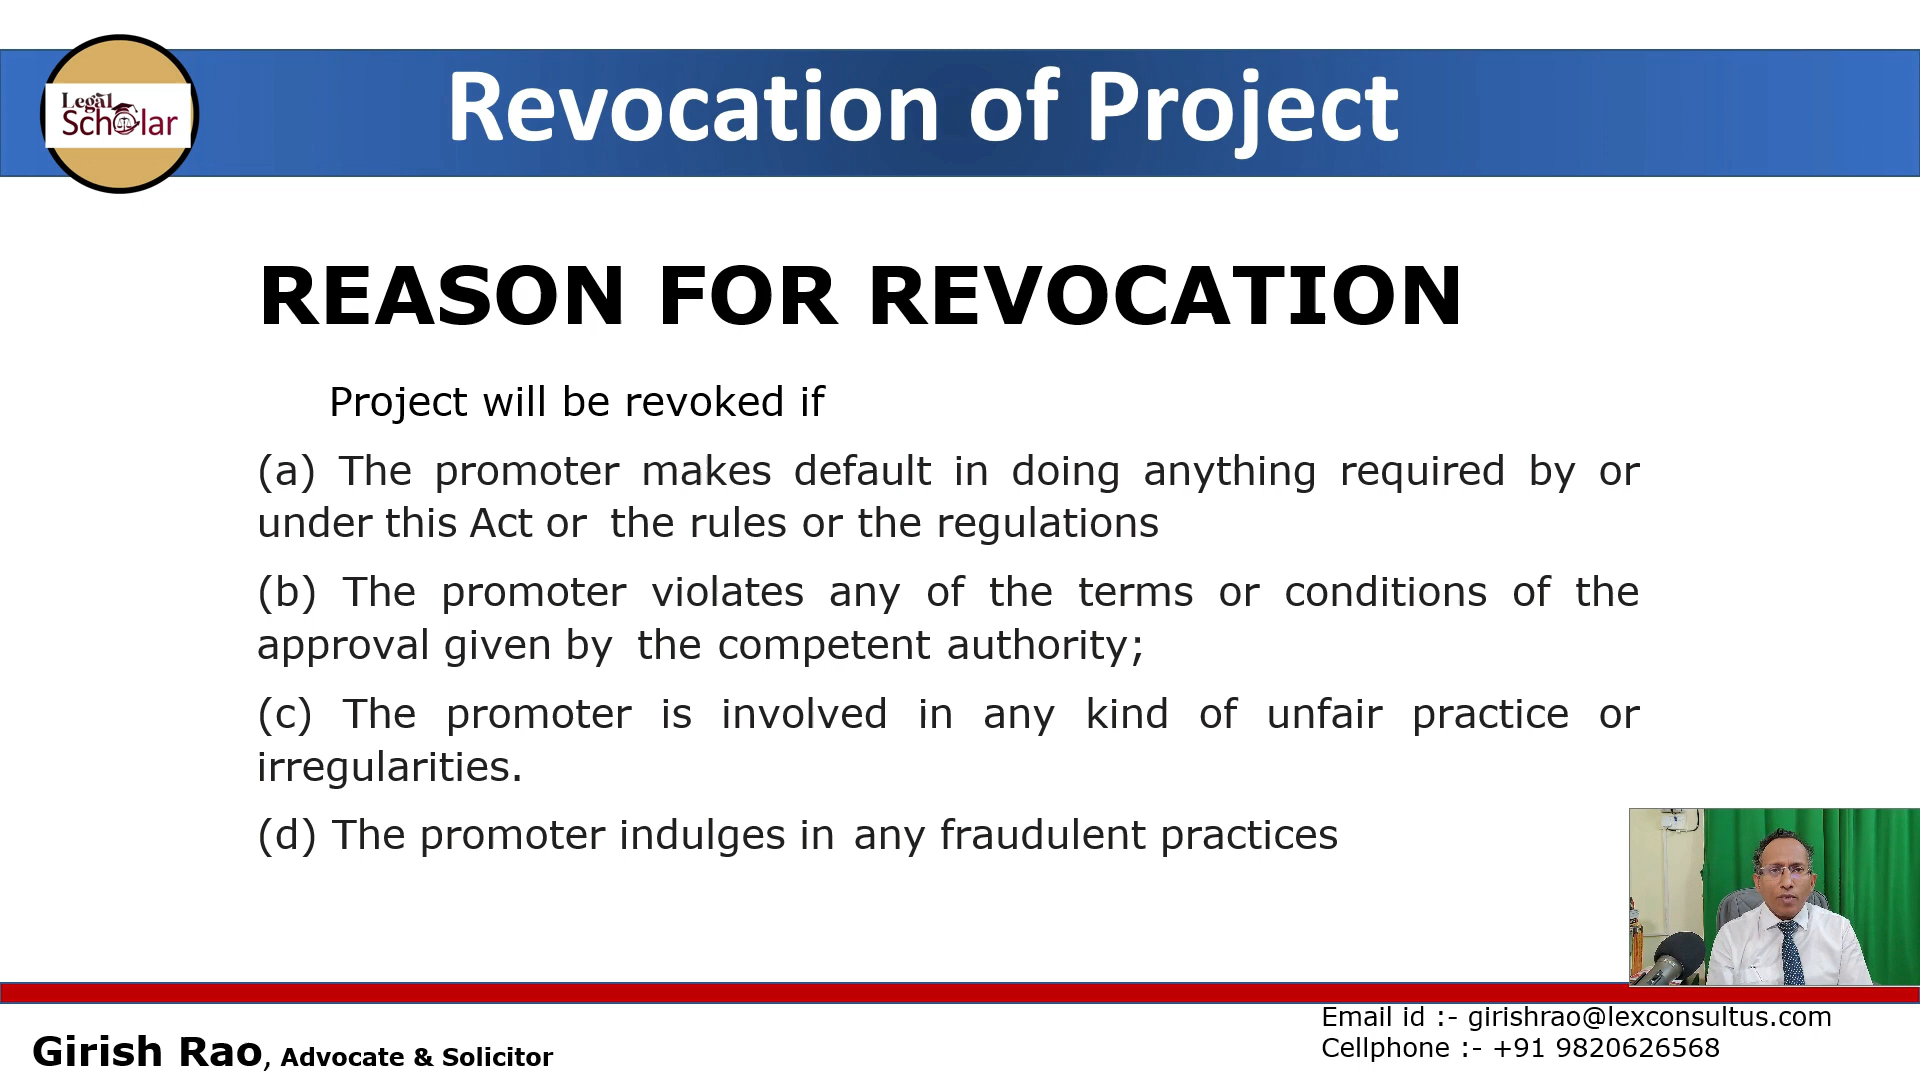 Legal
Scholar
Revocation of Project
REASON FOR REVOCATION
Project will be revoked if
(a) The promoter makes default in doing anything required by or
under this Act or the rules or the regulations
(b) The promoter violates any of the terms or conditions of the
approval given by the competent authority;
(c) The promoter is involved in any kind of unfair practice or
irregularities.
(d) The promoter indulges in any fraudulent practices
Girish Rao, Advocate & Solicitor
Email id :- girishrao@lexconsultus.com
Cellphone :- +91 9820626568